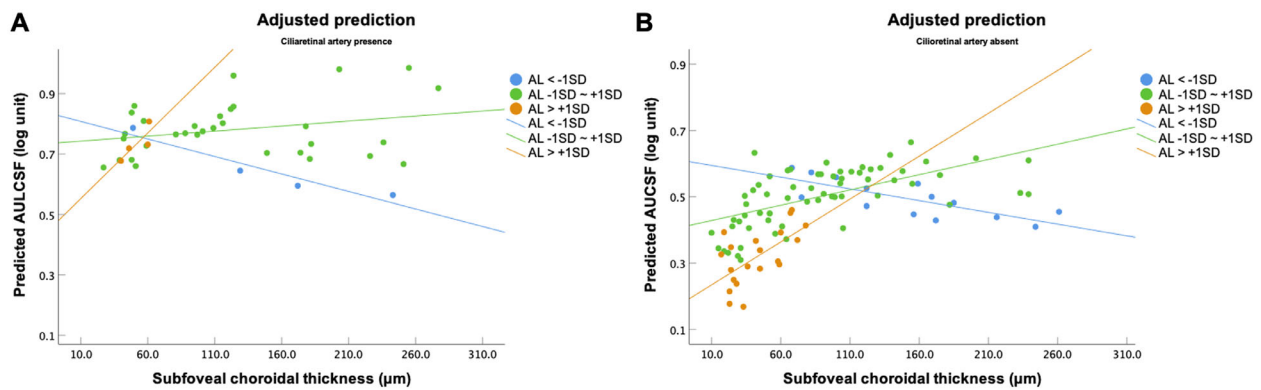 A
Adjusted prediction
Ciliaretinal artery presence
Predicted AULCSF (log unit)
0.9
0.7
0.5
0.3
0.1
10.0 60.0 110.0 160.0 210.0 260.0 310.0
Subfoveal choroidal thickness (μm)
AL < -1SD
AL -1SD ~ +1SD
AL > +1SD
AL < -1SD
AL -1SD ~ +1SD
AL > +1SD
B
Adjusted prediction
Cilioretinal artery absent
Predicted AUCSF (log unit)
0.9
0.7
0.5
0.3
0.1
10.0 60.0 110.0 160.0 210.0 260.0 310.0
Subfoveal choroidal thickness (μm)
AL < -1SD
AL -1SD ~ +1SD
AL > +1SD
AL < -1SD
AL -1SD ~ +1SD
AL > +1SD